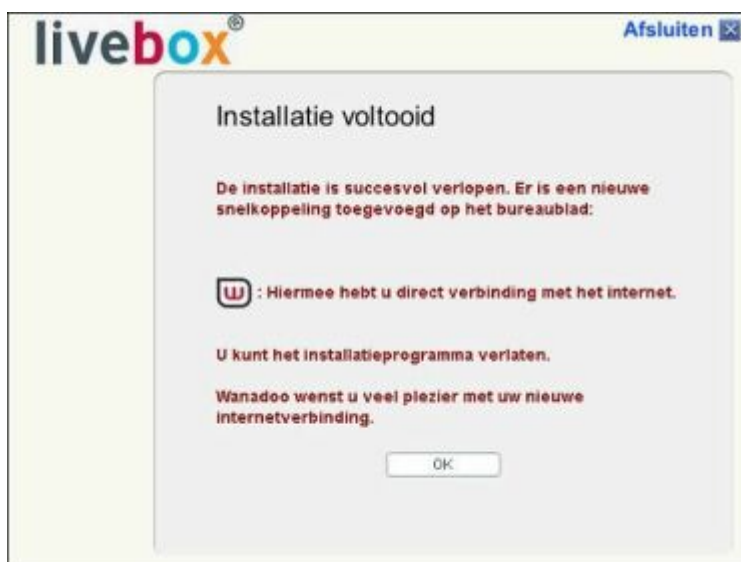 livebox®
Afsluiten
Installatie voltooid
De installatie is succesvol verlopen. Er is een nieuwe
snelkoppeling toegevoegd op het bureaublad:
w : Hiermee hebt u direct verbinding met het internet.
U kunt het installatieprogramma verlaten.
Wanadoo wenst u veel plezier met uw nieuwe
internetverbinding.
OK